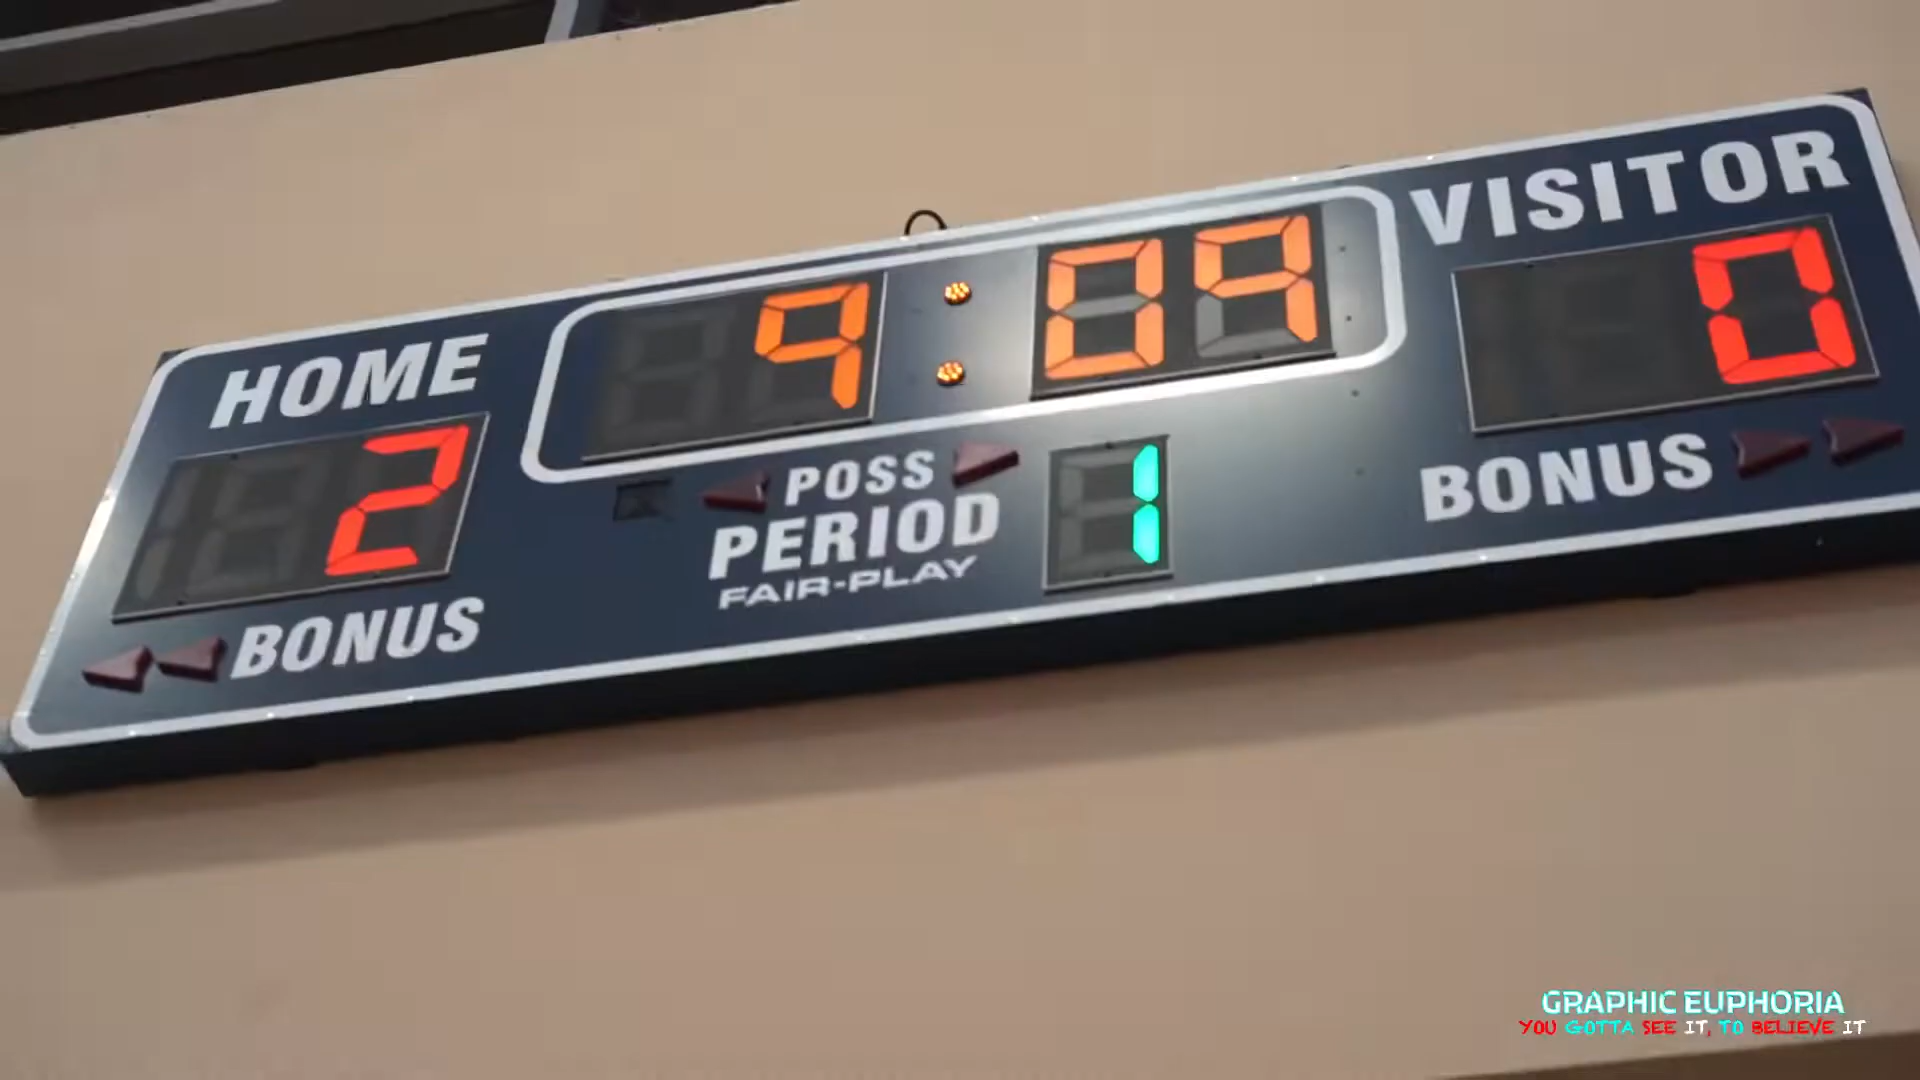 HOME
9:09
VISITOR
2
0
POSS
PERIOD
1
FAIR-PLAY
BONUS
BONUS
GRAPHIC EUPHORIA
YOU GOTTA SEE IT, TO BELIEVE IT